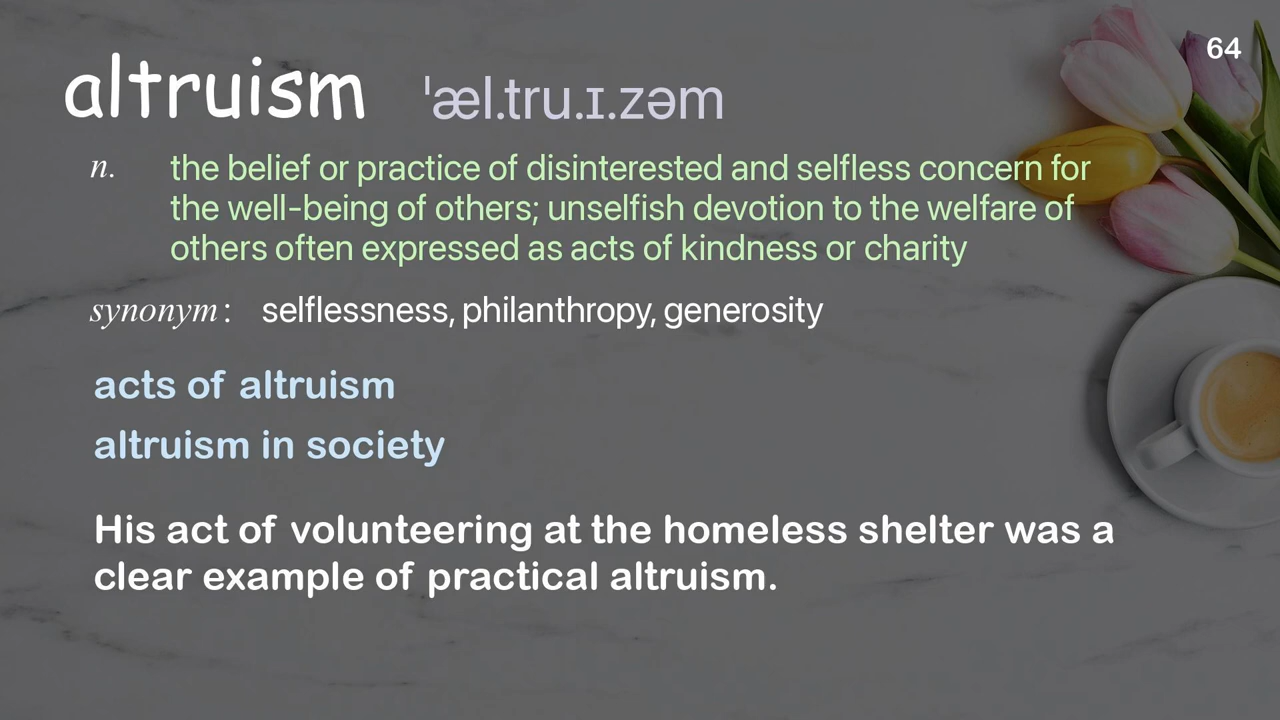 64
altruism ˈæl.tru.ɪ.zəm
n. the belief or practice of disinterested and selfless concern for
the well-being of others; unselfish devotion to the welfare of
others often expressed as acts of kindness or charity
synonym: selflessness, philanthropy, generosity
acts of altruism
altruism in society
His act of volunteering at the homeless shelter was a
clear example of practical altruism.